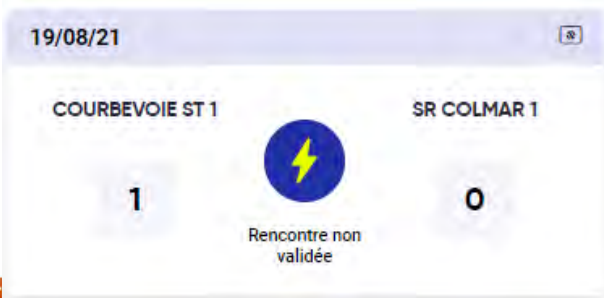 19/08/21
COURBEVOIE ST 1
SR COLMAR 1
1
0
Rencontre non
validée